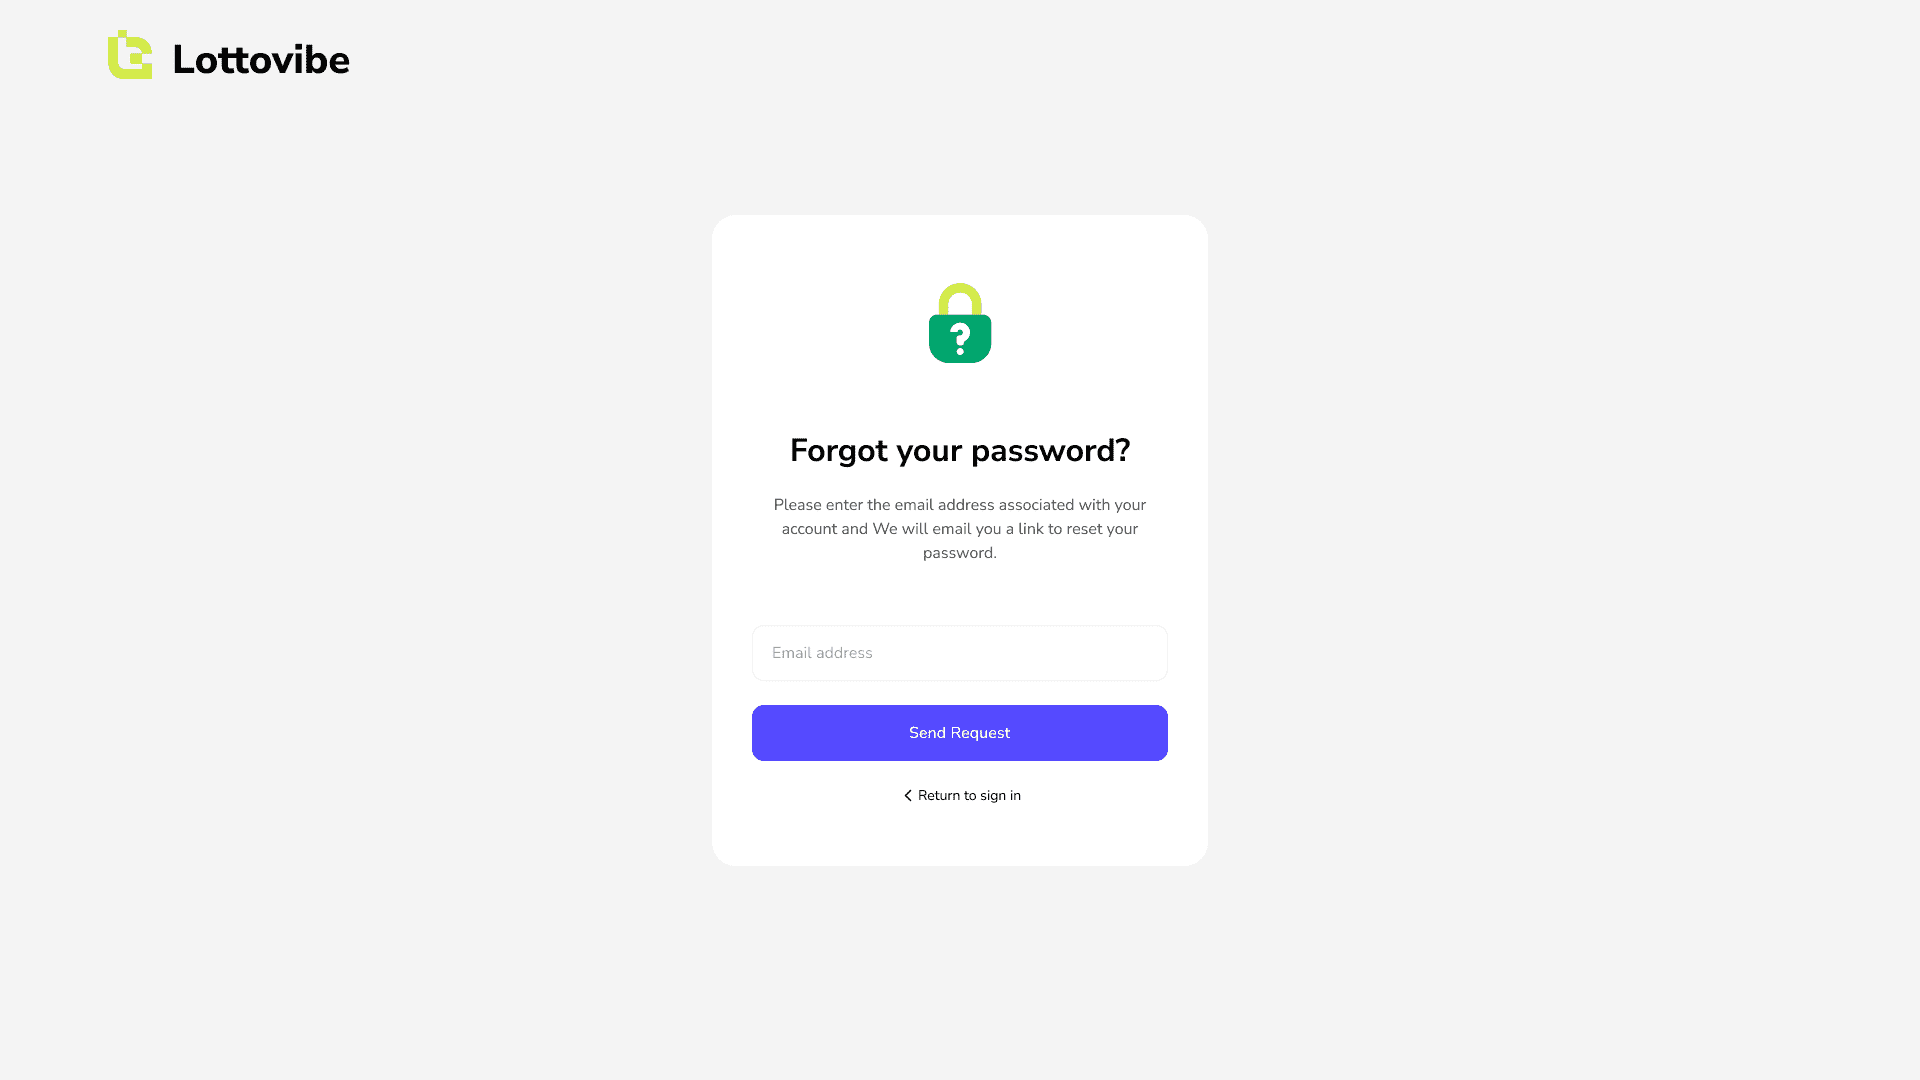 Lottovibe
Forgot your password?
Please enter the email address associated with your
account and We will email you a link to reset your
password.
Email address
Send Request
Return to sign in